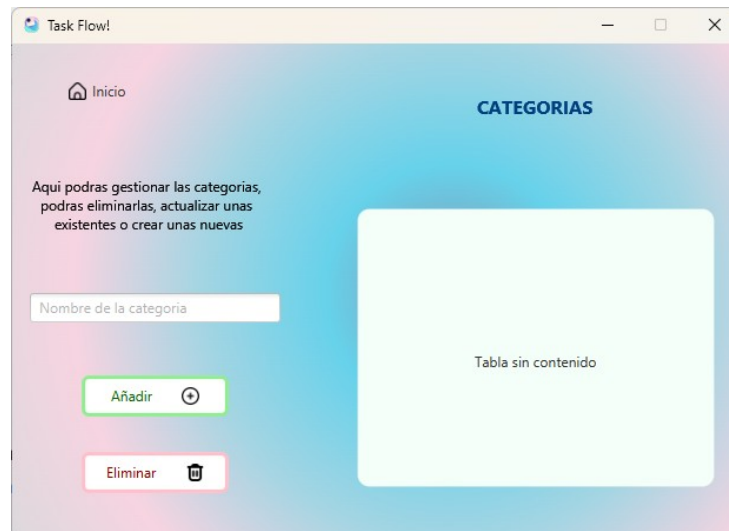 Task Flow!
Inicio
CATEGORIAS
Aqui podras gestionar las categorias,
podras eliminarlas, actualizar unas
existentes o crear unas nuevas
Nombre de la categoria
Tabla sin contenido
Añadir
Eliminar